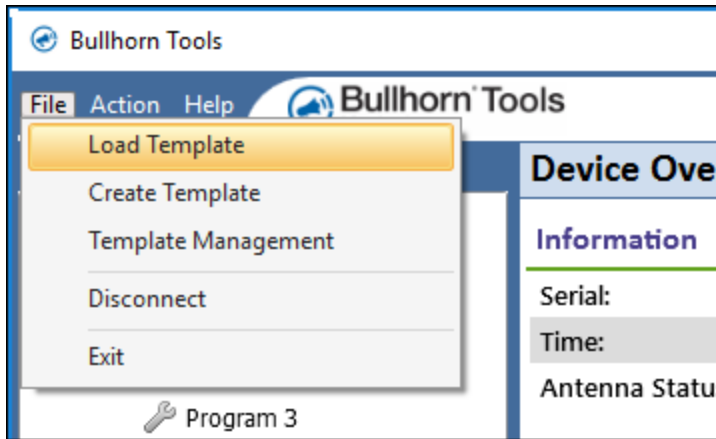 Bullhorn Tools
File Action Help Bullhorn Tools
Load Template
Create Template
Template Management
Disconnect
Exit
Program 3
Device Ove
Information
Serial:
Time:
Antenna Statu